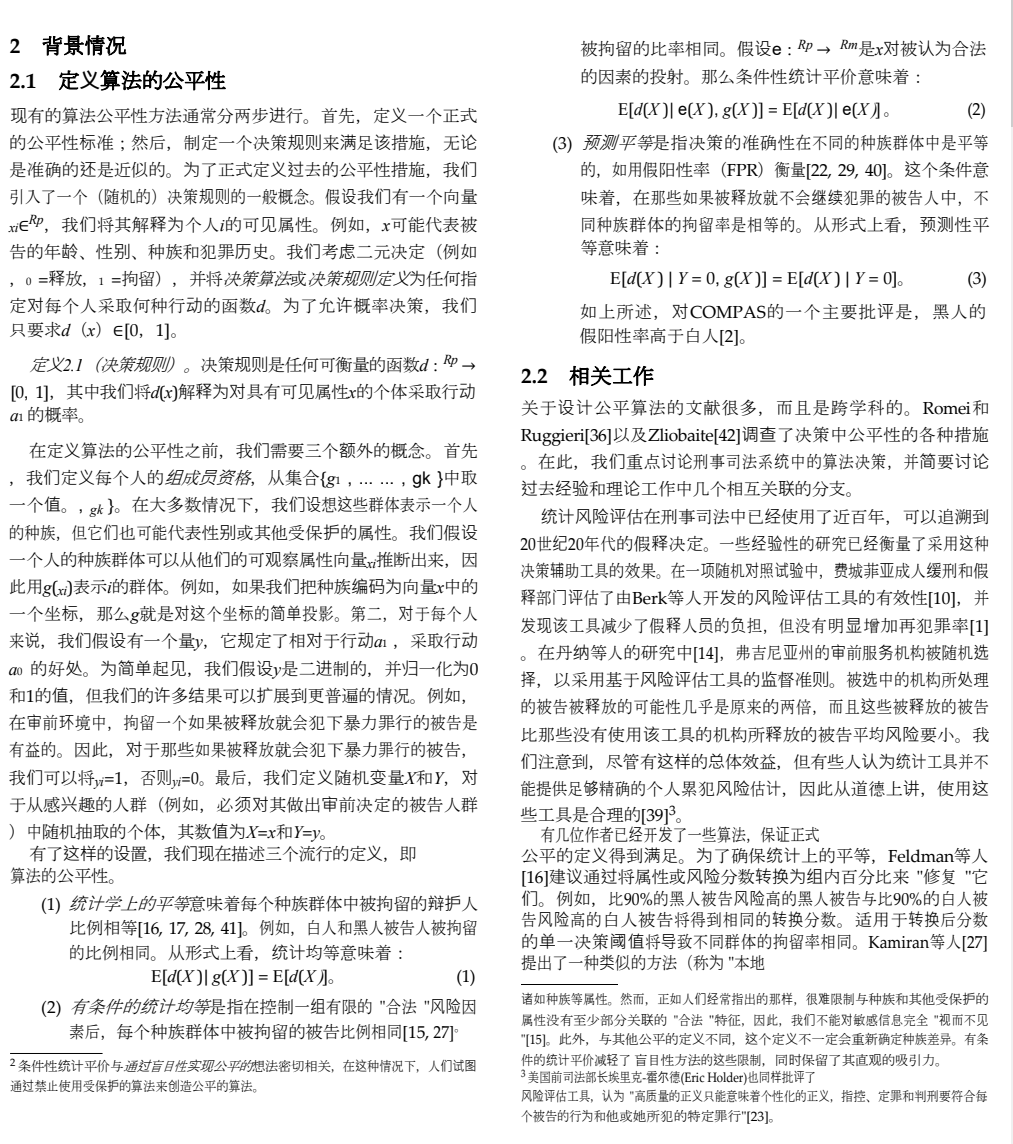 2 背景情况
2.1 定义算法的公平性
现有的算法公平性方法通常分两步进行。首先，定义一个正式
的公平性标准；然后，制定一个决策规则来满足该措施，无论
是准确的还是近似的。为了正式定义过去的公平性措施，我们
引入了一个（随机的）决策规则的一般概念。假设我们有一个向量
xi∈Rp，我们将其解释为个人i的可见属性。例如，x可能代表被
告的年龄、性别、种族和犯罪历史。我们考虑二元决定（例如
，0 =释放，1 =拘留），并将决策算法或决策规则定义为任何指
定对每个人采取何种行动的函数d。为了允许概率决策，我们
只要求d（x）∈[0，1]。
定义2.1（决策规则）。决策规则是任何可衡量的函数d：Rp →
[0, 1]，其中我们将d(x)解释为对具有可见属性x的个体采取行动
a1 的概率。
在定义算法的公平性之前，我们需要三个额外的概念。首先
，我们定义每个人的组成员资格，从集合{g1，... ...，gk }中取
一个值。, gk }。在大多数情况下，我们设想这些群体表示一个人
的种族，但它们也可能代表性别或其他受保护的属性。我们假设
一个人的种族群体可以从他们的可观察属性向量xi推断出来，因
此用g(xi)表示i的群体。例如，如果我们把种族编码为向量x中的
一个坐标，那么g就是对这个坐标的简单投影。第二，对于每个人
来说，我们假设有一个量y，它规定了相对于行动a1 ，采取行动
a0 的好处。为简单起见，我们假设y是二进制的，并归一化为0
和1的值，但我们的许多结果可以扩展到更普遍的情况。例如，
在审前环境中，拘留一个如果被释放就会犯下暴力罪行的被告是
有益的。因此，对于那些如果被释放就会犯下暴力罪行的被告，
我们可以将yi=1，否则yi=0。最后，我们定义随机变量X和Y，对
于从感兴趣的人群（例如，必须对其做出审前决定的被告人群
）中随机抽取的个体，其数值为X=x和Y=y。
有了这样的设置，我们现在描述三个流行的定义，即
算法的公平性。
(1) 统计学上的平等意味着每个种族群体中被拘留的辩护人
比例相等[16, 17, 28, 41]。例如，白人和黑人被告人被拘留
的比例相同。从形式上看，统计均等意味着：
E[d(X)| g(X)] = E[d(X)]。 (1)
(2) 有条件的统计均等是指在控制一组有限的 "合法 "风险因
素后，每个种族群体中被拘留的被告比例相同[15, 27]。
2 条件性统计平价与通过盲目性实现公平的想法密切相关，在这种情况下，人们试图
通过禁止使用受保护的算法来创造公平的算法。
被拘留的比率相同。假设e：Rp → Rm是x对被认为合法
的因素的投射。那么条件性统计平价意味着：
E[d(X)| e(X), g(X)] = E[d(X)| e(X)]。 (2)
(3) 预测平等是指决策的准确性在不同的种族群体中是平等
的，如用假阳性率（FPR）衡量[22, 29, 40]。这个条件意
味着，在那些如果被释放就不会继续犯罪的被告人中，不
同种族群体的拘留率是相等的。从形式上看，预测性平
等意味着：
E[d(X) | Y = 0, g(X)] = E[d(X) | Y = 0]。 (3)
如上所述，对COMPAS的一个主要批评是，黑人的
假阳性率高于白人[2]。
2.2 相关工作
关于设计公平算法的文献很多，而且是跨学科的。Romei和
Ruggieri[36]以及Zliobaite[42]调查了决策中公平性的各种措施
。在此，我们重点讨论刑事司法系统中的算法决策，并简要讨论
过去经验和理论工作中几个相互关联的分支。
统计风险评估在刑事司法中已经使用了近百年，可以追溯到
20世纪20年代的假释决定。一些经验性的研究已经衡量了采用这种
决策辅助工具的效果。在一项随机对照试验中，费城菲亚成人缓刑和假
释部门评估了由Berk等人开发的风险评估工具的有效性[10]，并
发现该工具减少了假释人员的负担，但没有明显增加再犯罪率[1]
。在丹纳等人的研究中[14]，弗吉尼亚州的审前服务机构被随机选
择，以采用基于风险评估工具的监督准则。被选中的机构所处理
的被告被释放的可能性几乎是原来的两倍，而且这些被释放的被告
比那些没有使用该工具的机构所释放的被告平均风险要小。我
们注意到，尽管有这样的总体效益，但有些人认为统计工具并不
能提供足够精确的个人累犯风险估计，因此从道德上讲，使用这
些工具是合理的[39]3。
有几位作者已经开发了一些算法，保证正式
公平的定义得到满足。为了确保统计上的平等，Feldman等人
[16]建议通过将属性或风险分数转换为组内百分比来 "修复 "它
们。例如，比90%的黑人被告风险高的黑人被告与比90%的白人被
告风险高的白人被告将得到相同的转换分数。适用于转换后分数
的单一决策阈值将导致不同群体的拘留率相同。Kamiran等人[27]
提出了一种类似的方法（称为 "本地
诸如种族等属性。然而，正如人们经常指出的那样，很难限制与种族和其他受保护的
属性没有至少部分关联的 "合法 "特征，因此，我们不能对敏感信息完全 "视而不见
"[15]。此外，与其他公平的定义不同，这个定义不一定会重新确定种族差异。有条
件的统计平价减轻了盲目性方法的这些限制，同时保留了其直观的吸引力。
3 美国前司法部长埃里克-霍尔德(Eric Holder)也同样批评了
风险评估工具，认为 "高质量的正义只能意味着个性化的正义，指控、定罪和判刑要符合每
个被告的行为和他或她所犯的特定罪行"[23]。